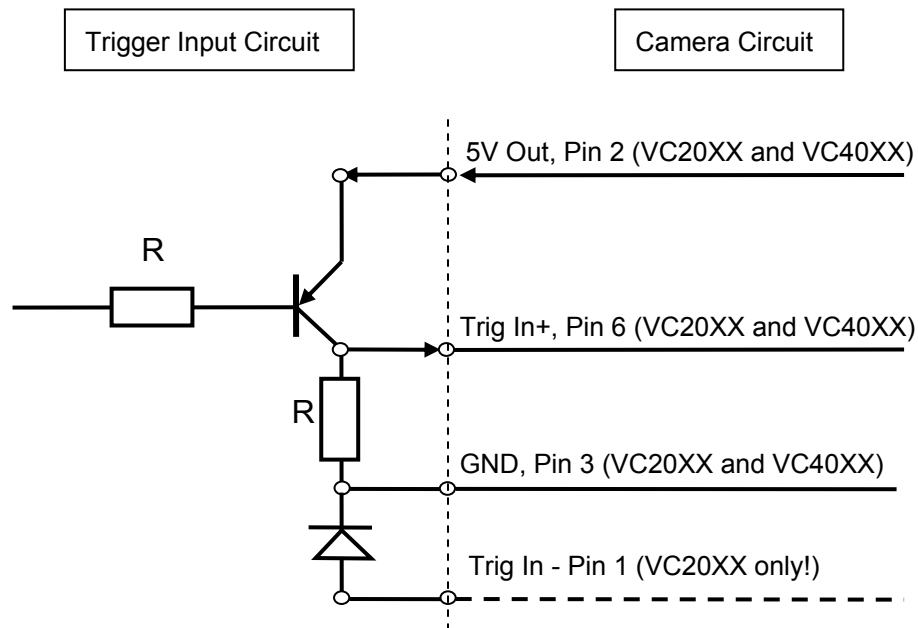 Trigger Input Circuit
Camera Circuit
5V Out, Pin 2 (VC20XX and VC40XX)
R
Trig In+, Pin 6 (VC20XX and VC40XX)
R
GND, Pin 3 (VC20XX and VC40XX)
Trig In - Pin 1 (VC20XX only!)